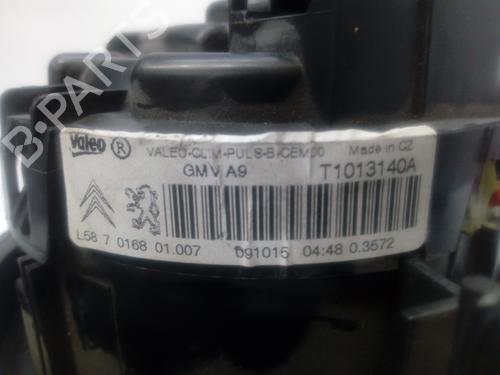 Valeo ® VALEO-CLIM-PULS-B-CEM00 Made in CZ
GMV A9 T1013140A
L58 7 0168 01.007 091015 04:48 0.3572
B